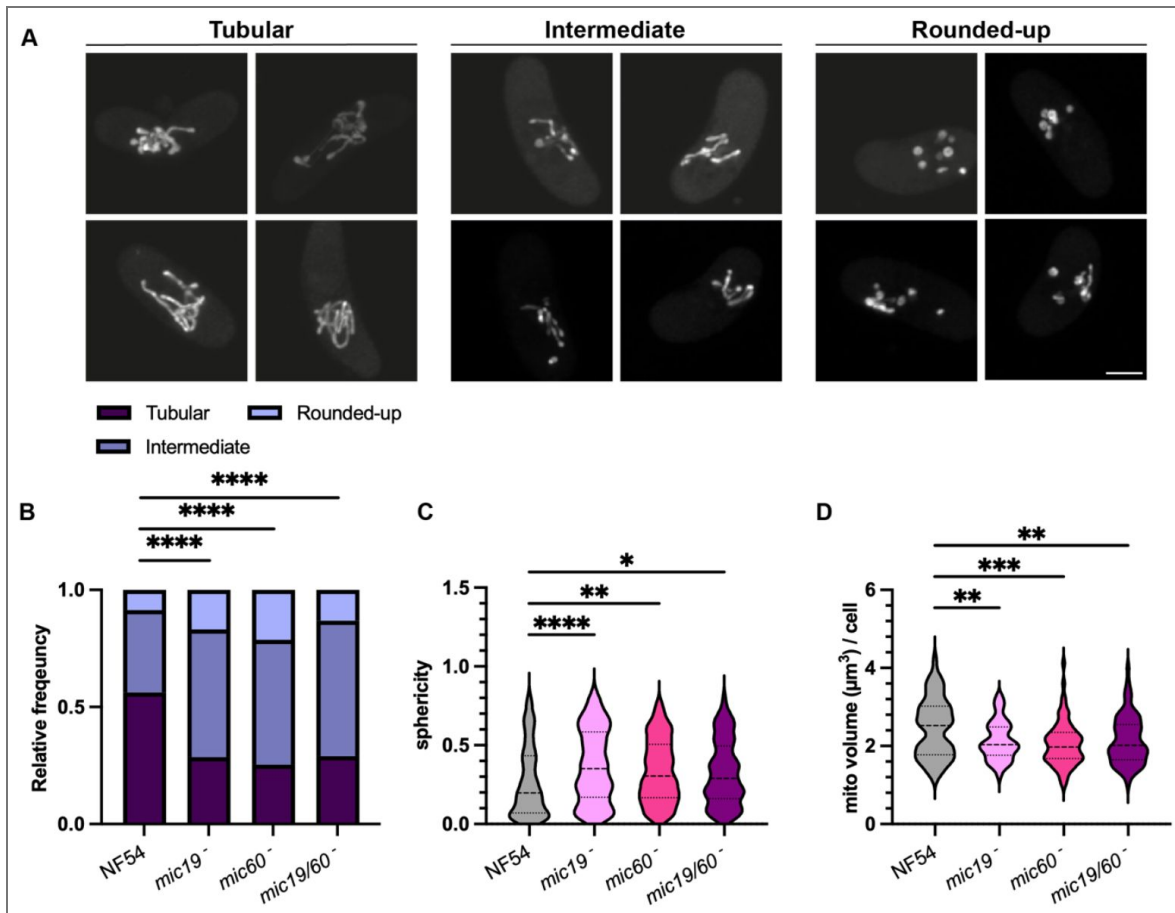 A
Tubular
Intermediate
Rounded-up
Tubular
Rounded-up
Intermediate
B
****
****
****
Relative freqeuncy
1.0
0.5
0.0
NF54
mic19⁻
mic60⁻
mic19/60⁻
C
*
**
****
sphericity
1.5
1.0
0.5
0.0
NF54
mic19⁻
mic60⁻
mic19/60⁻
D
**
***
**
mito volume (µm³) / cell
6
4
2
0
NF54
mic19⁻
mic60⁻
mic19/60⁻